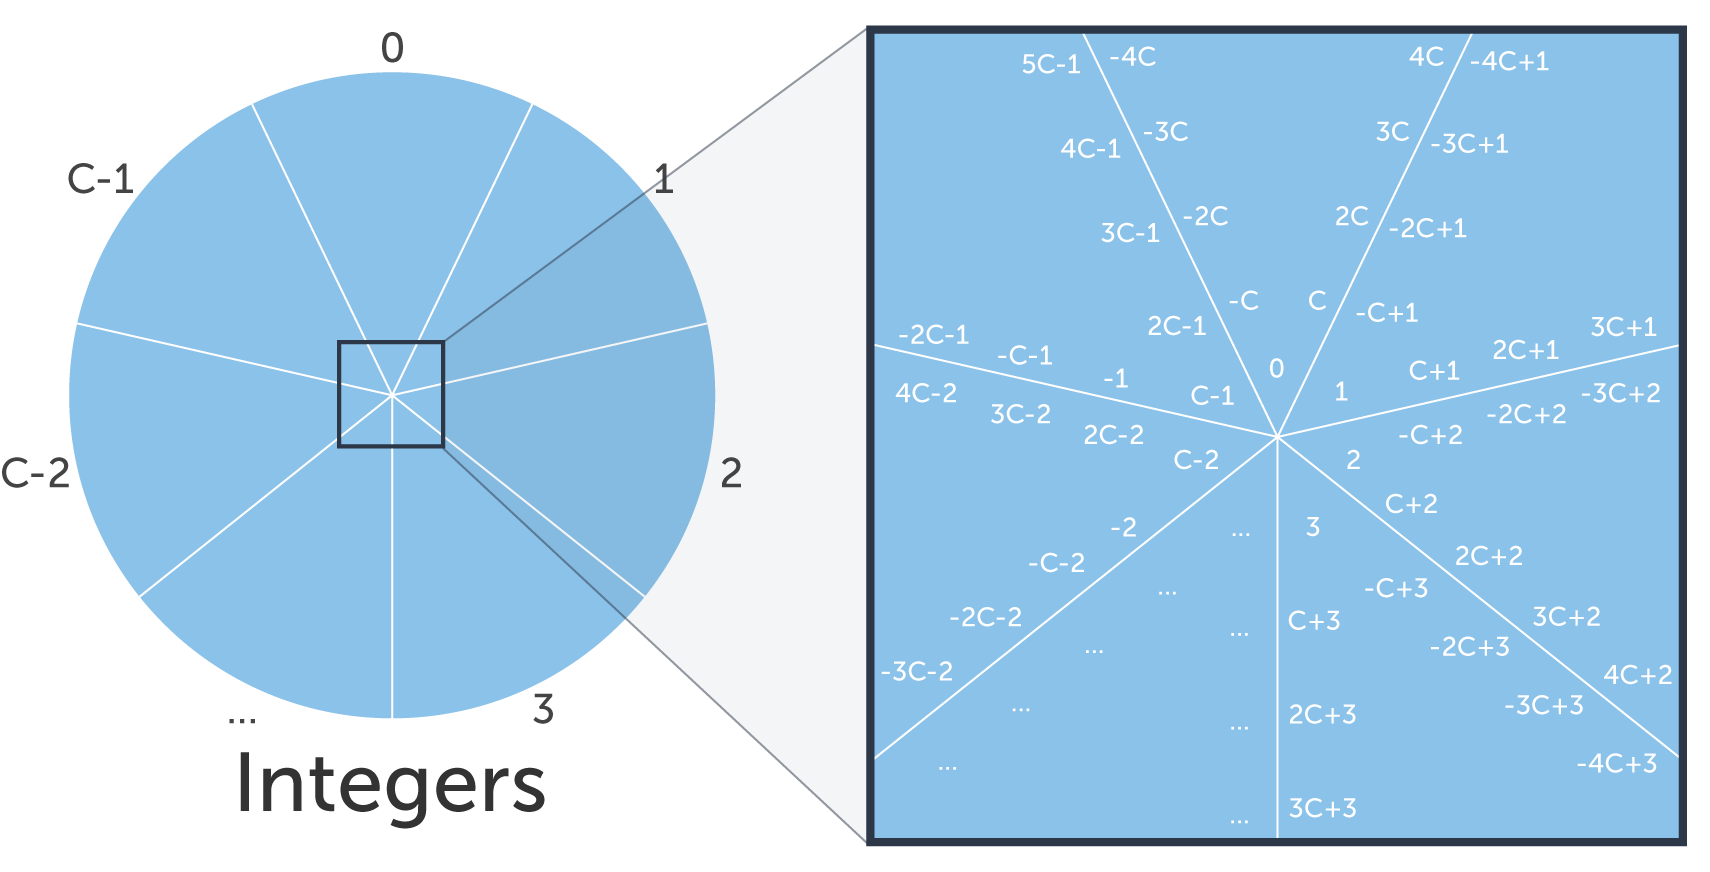 0
1
2
3
...
C-2
C-1
Integers
5C-1
-4C
4C
-4C+1
4C-1
-3C
3C
-3C+1
3C-1
-2C
2C
-2C+1
2C-1
-C
C
-C+1
-2C-1
-C-1
-1
C-1
0
1
C+1
2C+1
3C+1
4C-2
3C-2
2C-2
C-2
2
-C+2
-2C+2
-3C+2
-2
...
3
C+2
-C-2
...
-C+3
2C+2
-2C-2
...
...
C+3
-2C+3
3C+2
-3C-2
...
...
2C+3
-3C+3
4C+2
...
...
3C+3
-4C+3